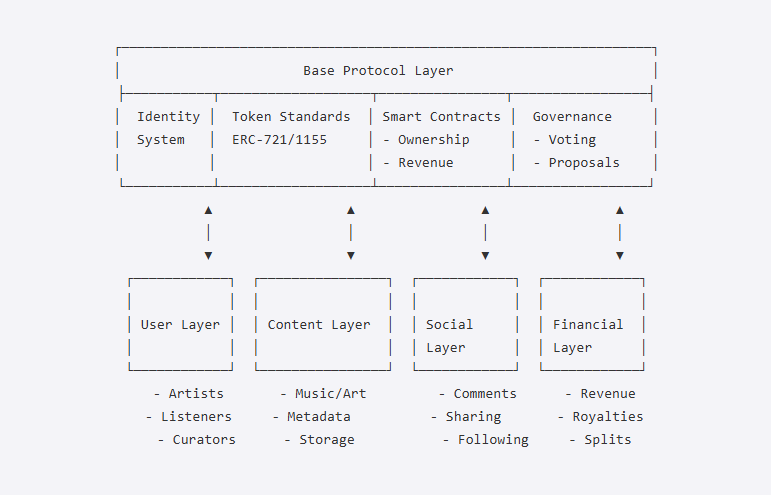 Base Protocol Layer
Identity System
Token Standards ERC-721/1155
Smart Contracts
- Ownership
- Revenue
Governance
- Voting
- Proposals
User Layer
- Artists
- Listeners
- Curators
Content Layer
- Music/Art
- Metadata
- Storage
Social
Layer
- Comments
- Sharing
- Following
Financial
Layer
- Revenue
- Royalties
- Splits